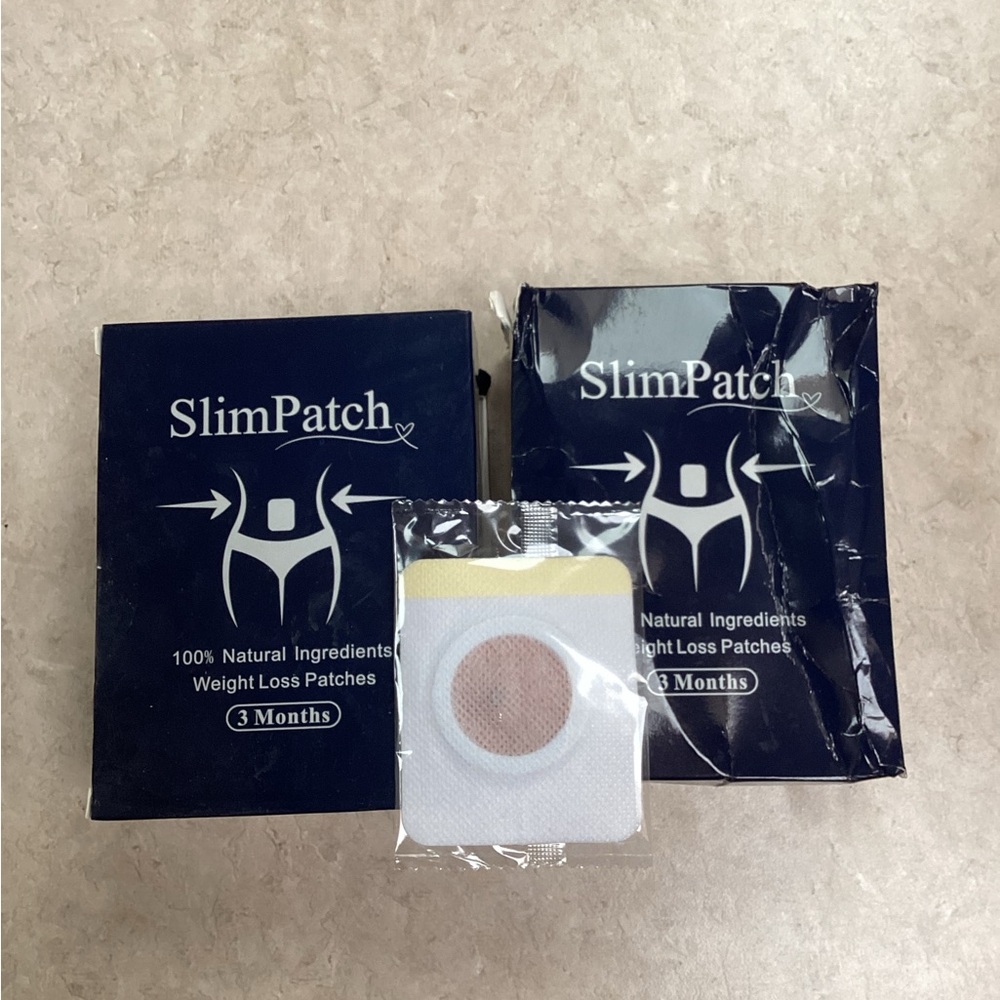 SlimPatch
100% Natural Ingredients
Weight Loss Patches
3 Months
SlimPatch
Natural Ingredients
eight Loss Patches
3 Months